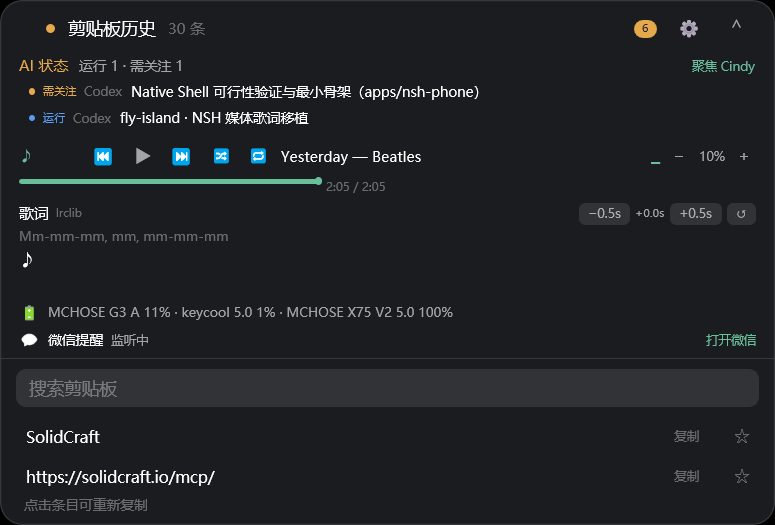 剪贴板历史 30 条 6 ^
AI 状态 运行 1 · 需关注 1 聚焦 Cindy
需关注 Codex Native Shell 可行性验证与最小骨架（apps/nsh-phone）
运行 Codex fly-island · NSH 媒体歌词移植
♪ ⏮ ▶ ⏭ 🔀 🔁 Yesterday — Beatles − 10% +
2:05 / 2:05
歌词 lrclib −0.5s +0.0s +0.5s ↺
Mm-mm-mm, mm, mm-mm-mm
♪
MCHOSE G3 A 11% · keycool 5.0 1% · MCHOSE X75 V2 5.0 100%
微信提醒 监听中 打开微信
搜索剪贴板
SolidCraft 复制 ☆
https://solidcraft.io/mcp/ 复制 ☆
点击条目可重新复制